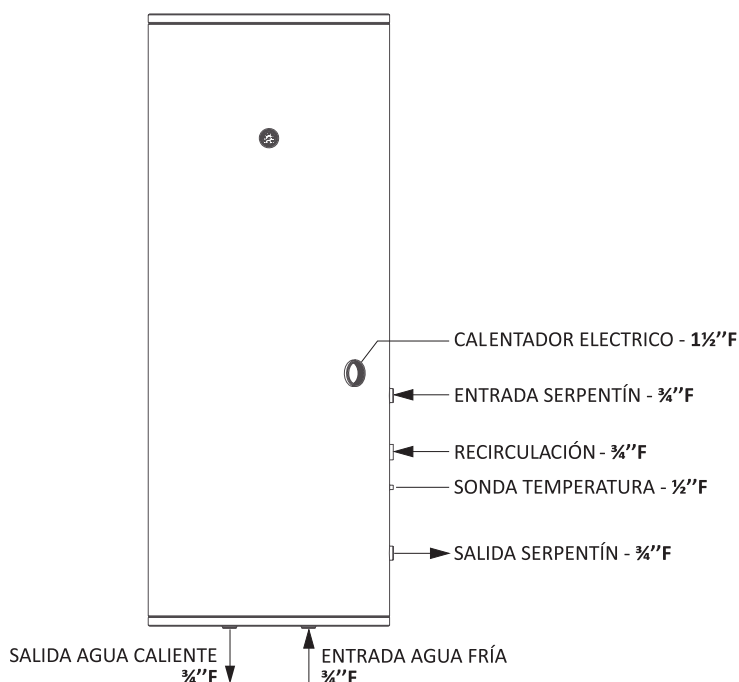 CALENTADOR ELECTRICO - 1½’’F
ENTRADA SERPENTÍN - ¾’’F
RECIRCULACIÓN - ¾’’F
SONDA TEMPERATURA - ½’’F
SALIDA SERPENTÍN - ¾’’F
SALIDA AGUA CALIENTE
¾’’F
ENTRADA AGUA FRÍA
¾’’F